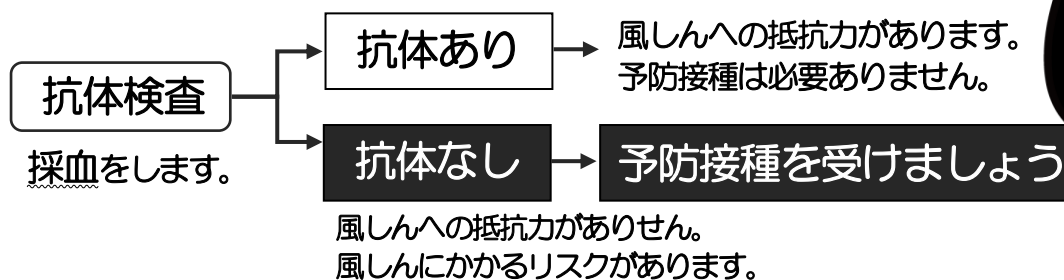 抗体検査
採血をします。
抗体あり
風しんへの抵抗力があります。
予防接種は必要ありません。
抗体なし
予防接種を受けましょう
風しんへの抵抗力がありせん。
風しんにかかるリスクがあります。